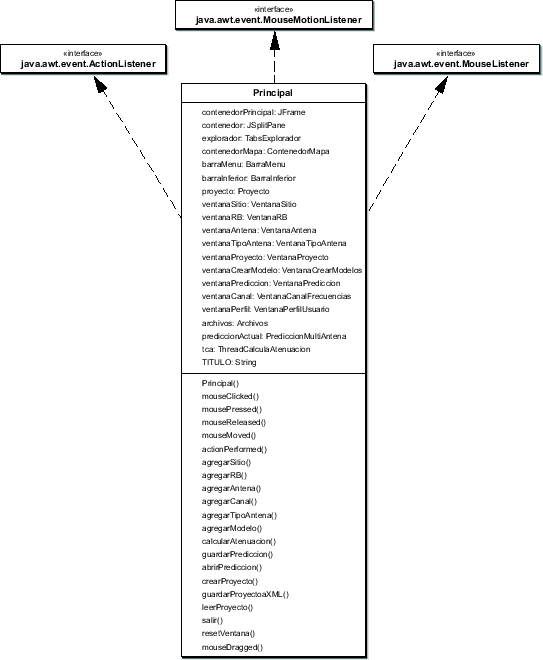 «interface»
java.awt.event.MouseMotionListener
«interface»
java.awt.event.ActionListener
«interface»
java.awt.event.MouseListener
Principal
contenedorPrincipal: JFrame
contenedor: JSplitPane
explorador: TabsExplorador
contenedorMapa: ContenedorMapa
barraMenu: BarraMenu
barraInferior: BarraInferior
proyecto: Proyecto
ventanaSitio: VentanaSitio
ventanaRB: VentanaRB
ventanaAntena: VentanaAntena
ventanaTipoAntena: VentanaTipoAntena
ventanaProyecto: VentanaProyecto
ventanaCrearModelo: VentanaCrearModelos
ventanaPrediccion: VentanaPrediccion
ventanaCanal: VentanaCanalFrecuencias
ventanaPerfil: VentanaPerfilUsuario
archivos: Archivos
prediccionActual: PrediccionMultiAntena
tca: ThreadCalculaAtenuacion
TITULO: String
Principal()
mouseClicked()
mousePressed()
mouseReleased()
mouseMoved()
actionPerformed()
agregarSitio()
agregarRB()
agregarAntena()
agregarCanal()
agregarTipoAntena()
agregarModelo()
calcularAtenuacion()
guardarPrediccion()
abrirPrediccion()
crearProyecto()
guardarProyectoaXML()
leerProyecto()
salir()
resetVentana()
mouseDragged()